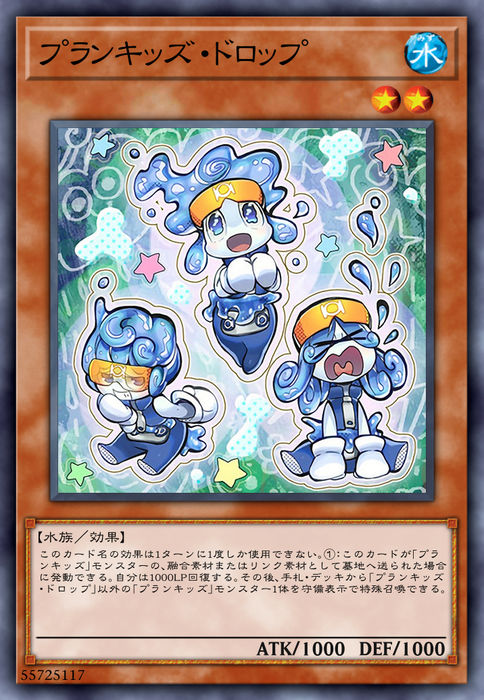 プランキッズ・ドロップ
みず
水
【水族／効果】
このカード名の効果は1ターンに1度しか使用できない。①：このカードが「プラ
ンキッズ」モンスターの、融合素材またはリンク素材として墓地へ送られた場合
に発動できる。自分は1000LP回復する。その後、手札・デッキから「プランキッズ
・ドロップ」以外の「プランキッズ」モンスター1体を守備表示で特殊召喚できる。
ATK/1000 DEF/1000
55725117